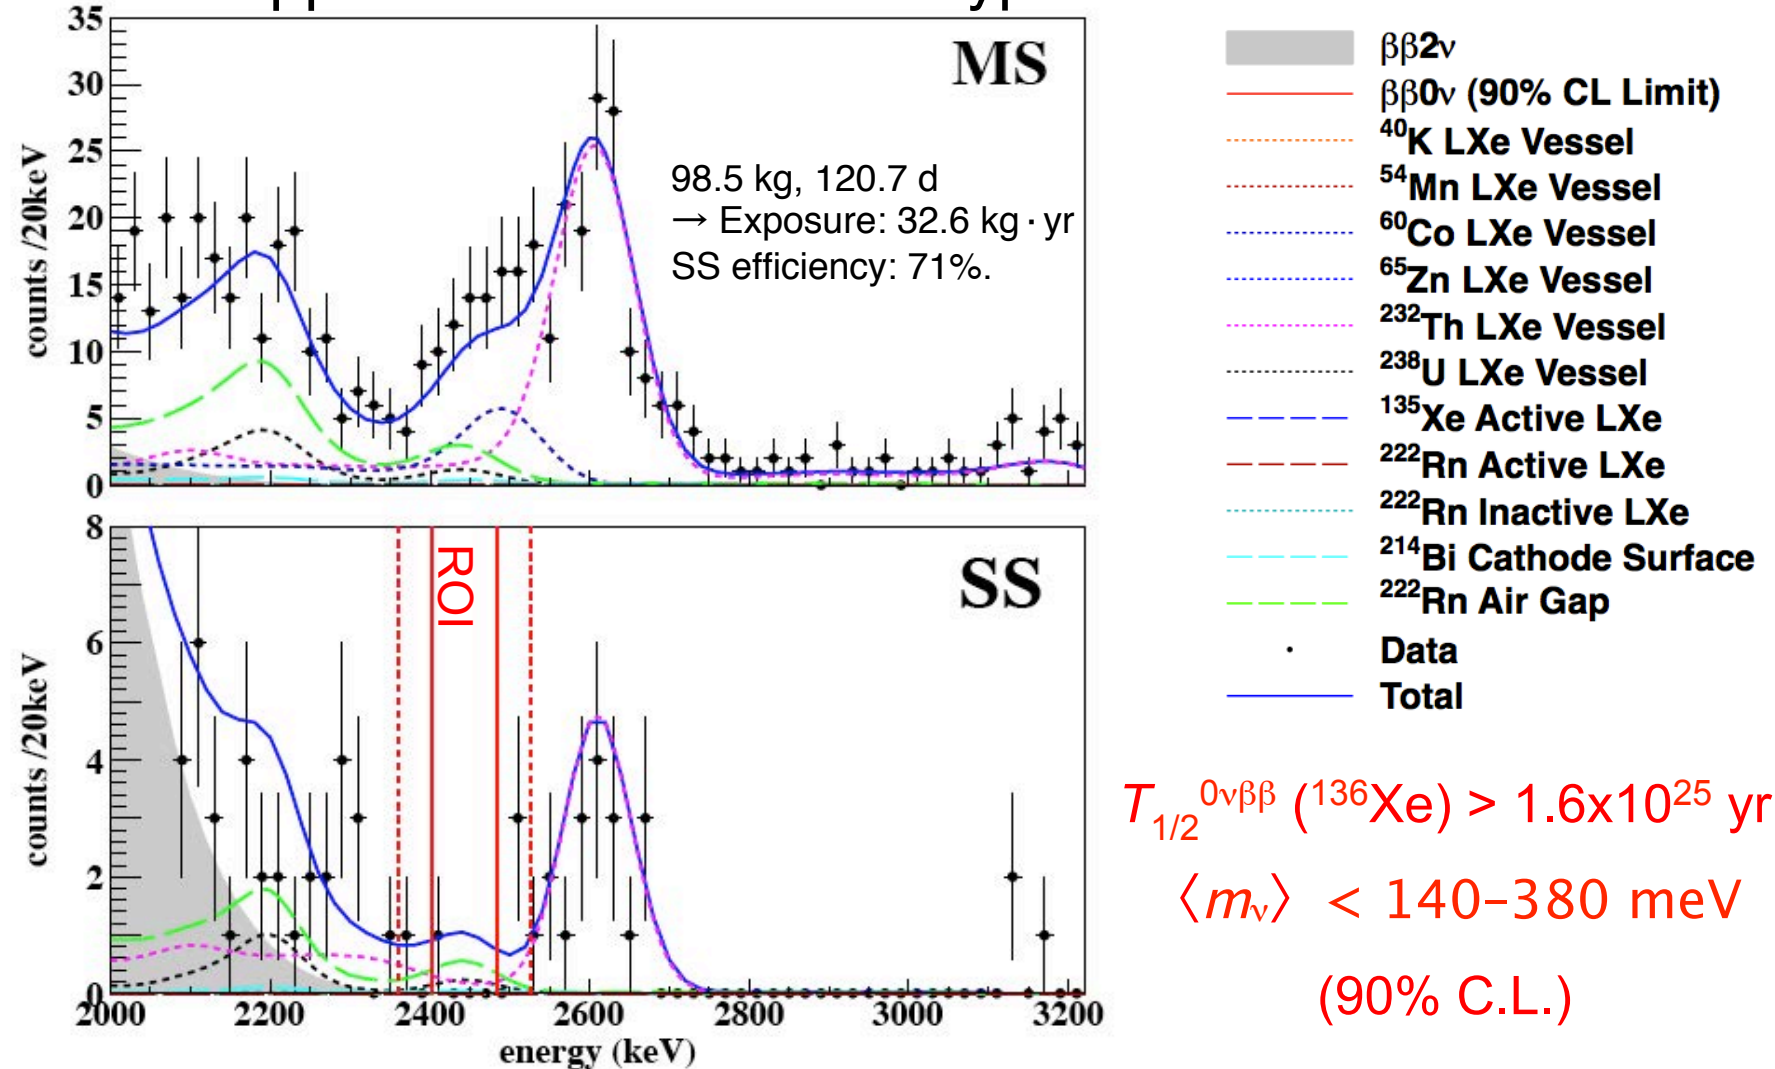 35
30
25
20
15
10
5
0
counts /20keV
MS
98.5 kg, 120.7 d
→ Exposure: 32.6 kg·yr
SS efficiency: 71%.
8
6
4
2
0
counts /20keV
ROI
SS
2000 2200 2400 2600 2800 3000 3200
energy (keV)
ββ2ν
ββ0ν (90% CL Limit)
⁴⁰K LXe Vessel
⁵⁴Mn LXe Vessel
⁶⁰Co LXe Vessel
⁶⁵Zn LXe Vessel
²³²Th LXe Vessel
²³⁸U LXe Vessel
¹³⁵Xe Active LXe
²²²Rn Active LXe
²²²Rn Inactive LXe
²¹⁴Bi Cathode Surface
²²²Rn Air Gap
Data
Total
T₁/₂⁰νββ (¹³⁶Xe) > 1.6x10²⁵ yr
〈mν〉 < 140–380 meV
(90% C.L.)